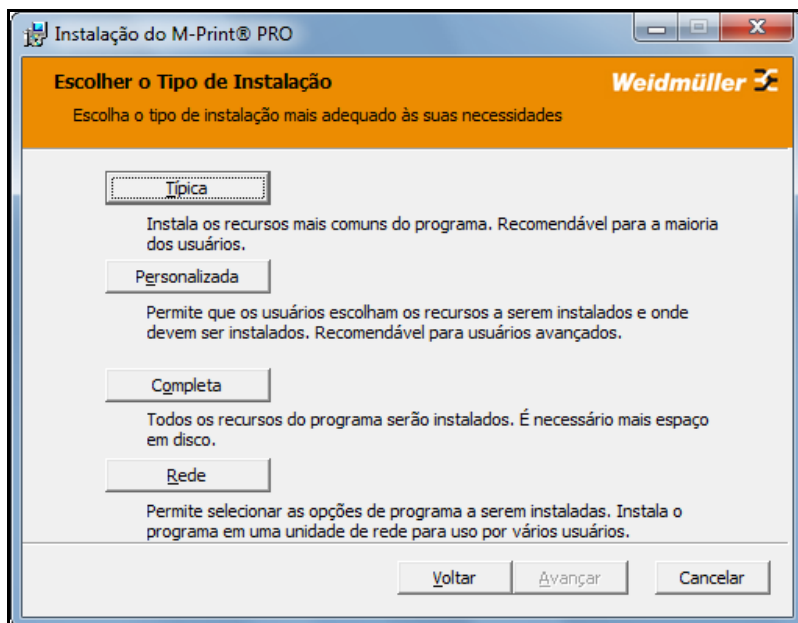 Instalação do M-Print® PRO
Escolher o Tipo de Instalação
Weidmüller
Escolha o tipo de instalação mais adequado às suas necessidades
Típica
Instala os recursos mais comuns do programa. Recomendável para a maioria
dos usuários.
Personalizada
Permite que os usuários escolham os recursos a serem instalados e onde
devem ser instalados. Recomendável para usuários avançados.
Completa
Todos os recursos do programa serão instalados. É necessário mais espaço
em disco.
Rede
Permite selecionar as opções de programa a serem instaladas. Instala o
programa em uma unidade de rede para uso por vários usuários.
Voltar
Avançar
Cancelar